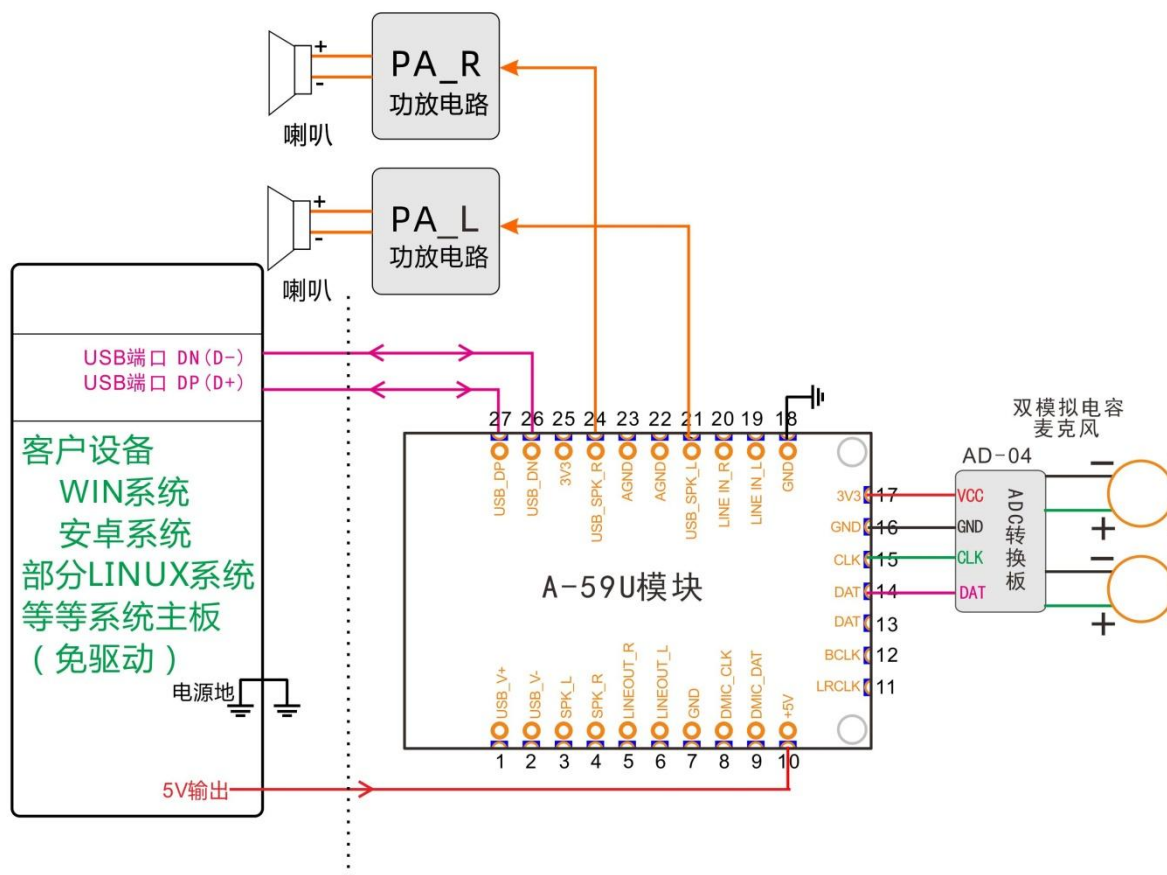 +
-
PA_R
功放电路
喇叭
+
-
PA_L
功放电路
喇叭
USB端口 DN(D-)
USB端口 DP(D+)
客户设备
WIN系统
安卓系统
部分LINUX系统
等等系统主板
(免驱动)
电源地
5V输出
27 26 25 24 23 22 21 20 19 18
USB_DP
USB_DN
3V3
USB_SPK_R
AGND
AGND
USB_SPK_L
LINE IN_R
LINE IN_L
GND
A-59U模块
3V3 17
GND 16
CLK 15
DAT 14
DAT 13
BCLK 12
LRCLK 11
USB_V+
USB_V-
SPK_L
SPK_R
LINEOUT_R
LINEOUT_L
GND
DMIC_CLK
DMIC_DAT
+5V
1 2 3 4 5 6 7 8 9 10
双模拟电容
麦克风
AD-04
VCC
GND
CLK
DAT
ADC转换板
-
+
-
+